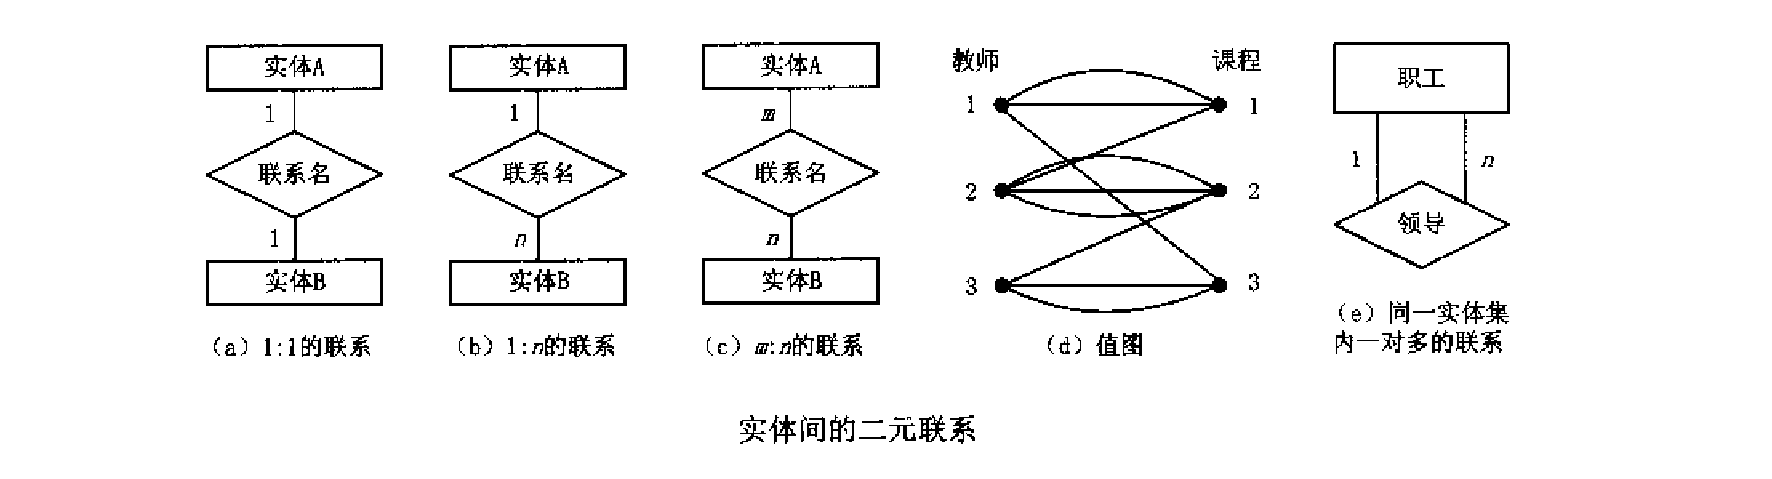 实体A
1
联系名
1
实体B
(a) 1:1的联系
实体A
1
联系名
n
实体B
(b) 1:n的联系
实体A
m
联系名
n
实体B
(c) m:n的联系
教师 课程
1 1
2 2
3 3
(d) 值图
职工
1 n
领导
(e) 同一实体集
内一对多的联系
实体间的二元联系